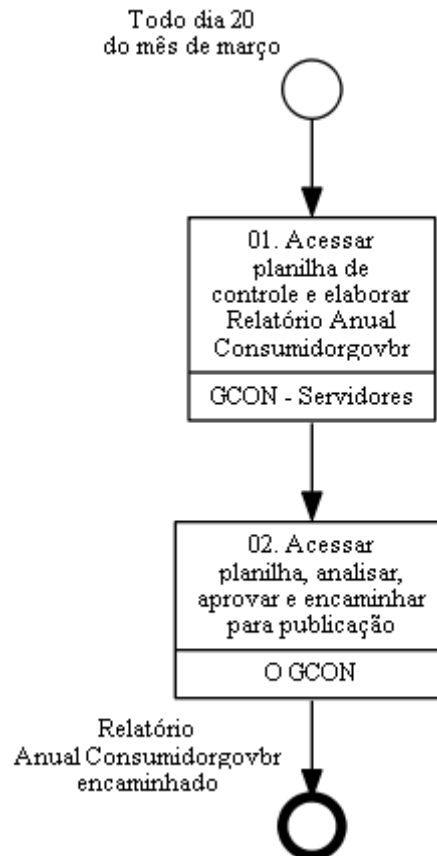 Todo dia 20
do mês de março
01. Acessar
planilha de
controle e elaborar
Relatório Anual
Consumidorgovbr
GCON - Servidores
02. Acessar
planilha, analisar,
aprovar e encaminhar
para publicação
O GCON
Relatório
Anual Consumidorgovbr
encaminhado